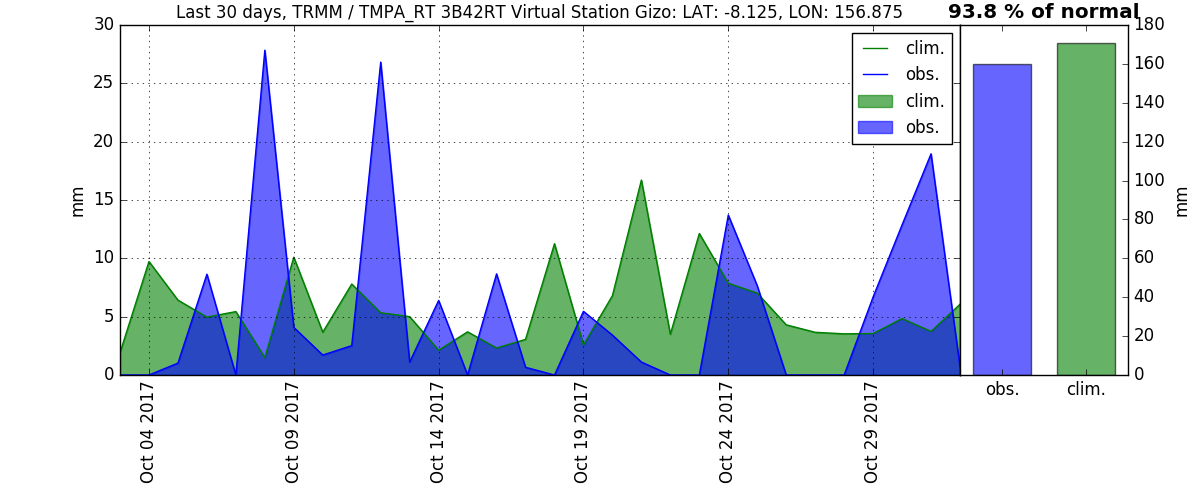 Last 30 days, TRMM / TMPA_RT 3B42RT Virtual Station Gizo: LAT: -8.125, LON: 156.875
93.8 % of normal
30
25
20
15
10
5
0
mm
clim.
obs.
clim.
obs.
Oct 04 2017
Oct 09 2017
Oct 14 2017
Oct 19 2017
Oct 24 2017
Oct 29 2017
180
160
140
120
100
80
60
40
20
0
mm
obs.
clim.